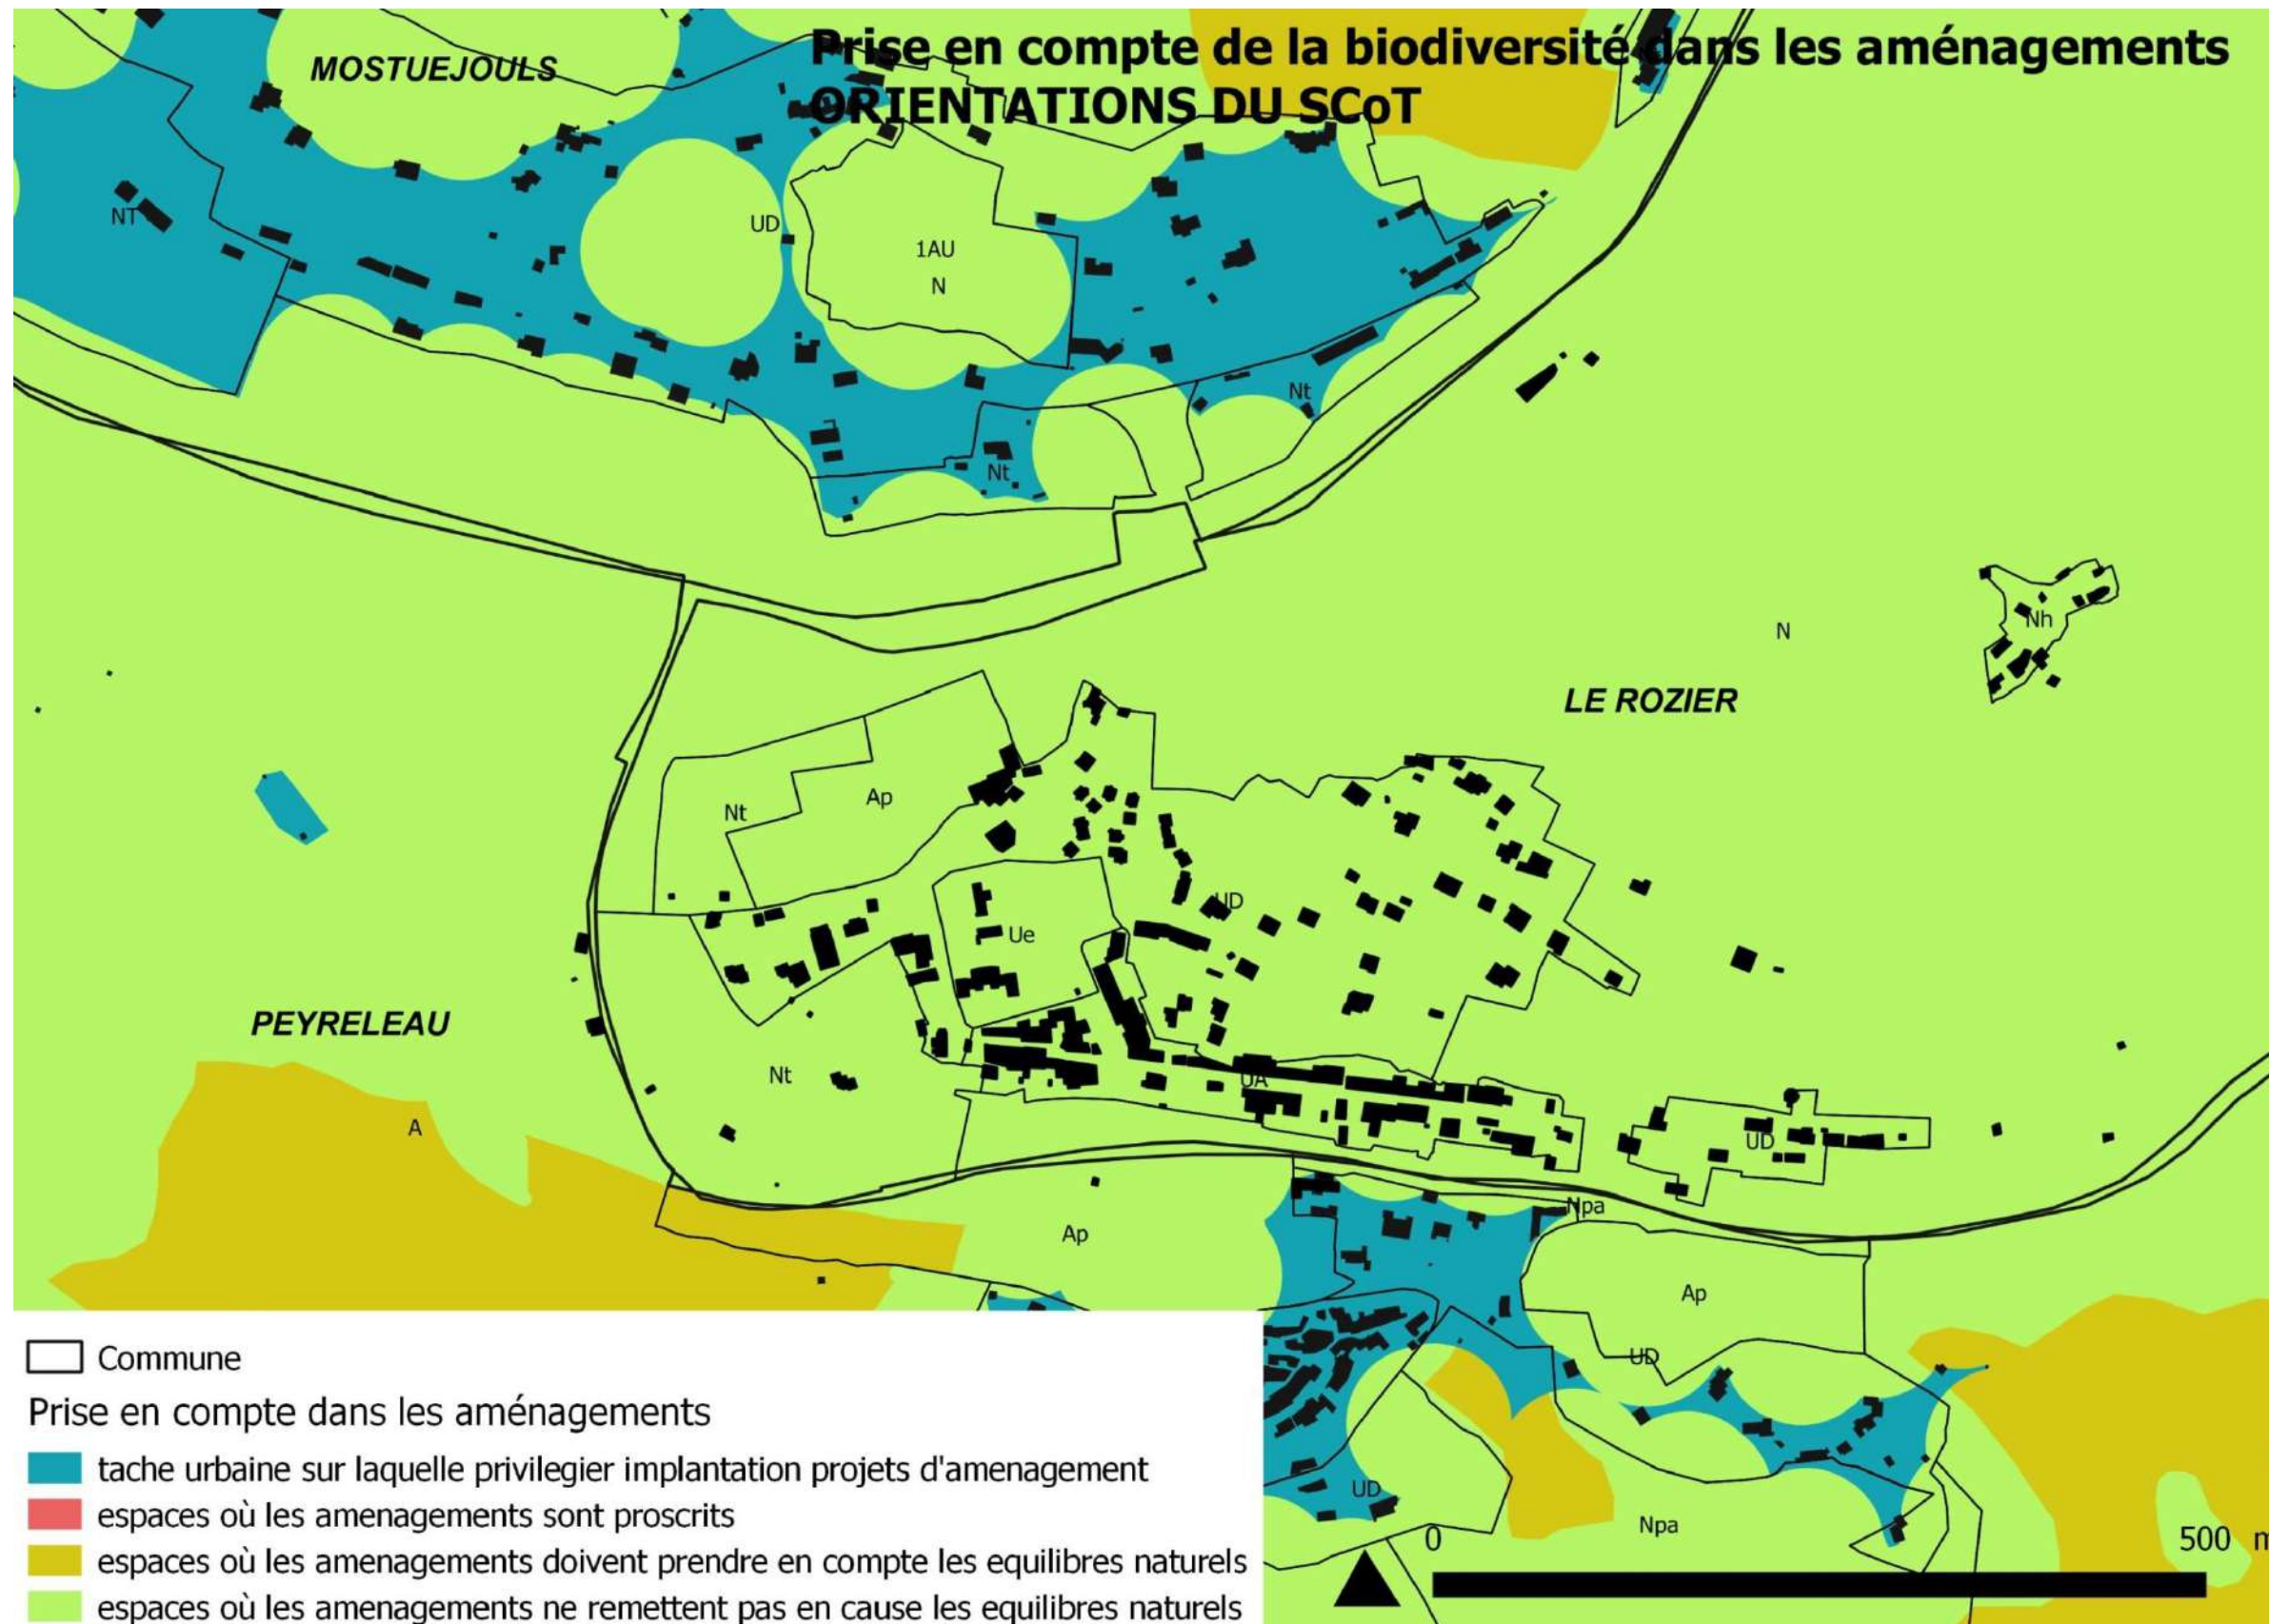 Prise en compte de la biodiversité dans les aménagements
ORIENTATIONS DU SCoT
MOSTUEJOULS
NT
UD
1AU
N
Nt
Nt
Nh
N
LE ROZIER
Nt
Ap
UD
Ue
PEYRELEAU
Nt
UA
A
UD
Npa
Ap
Ap
UD
UD
Npa
0 500 m
Commune
Prise en compte dans les aménagements
tache urbaine sur laquelle privilegier implantation projets d'amenagement
espaces où les amenagements sont proscrits
espaces où les amenagements doivent prendre en compte les equilibres naturels
espaces où les amenagements ne remettent pas en cause les equilibres naturels